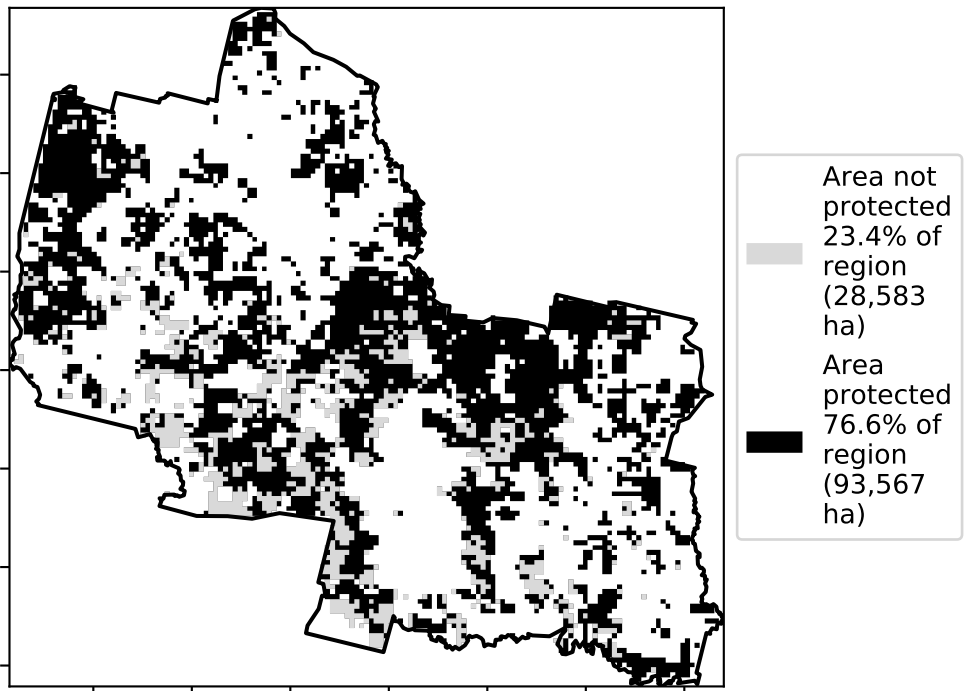 Area not
protected
23.4% of
region
(28,583
ha)
Area
protected
76.6% of
region
(93,567
ha)